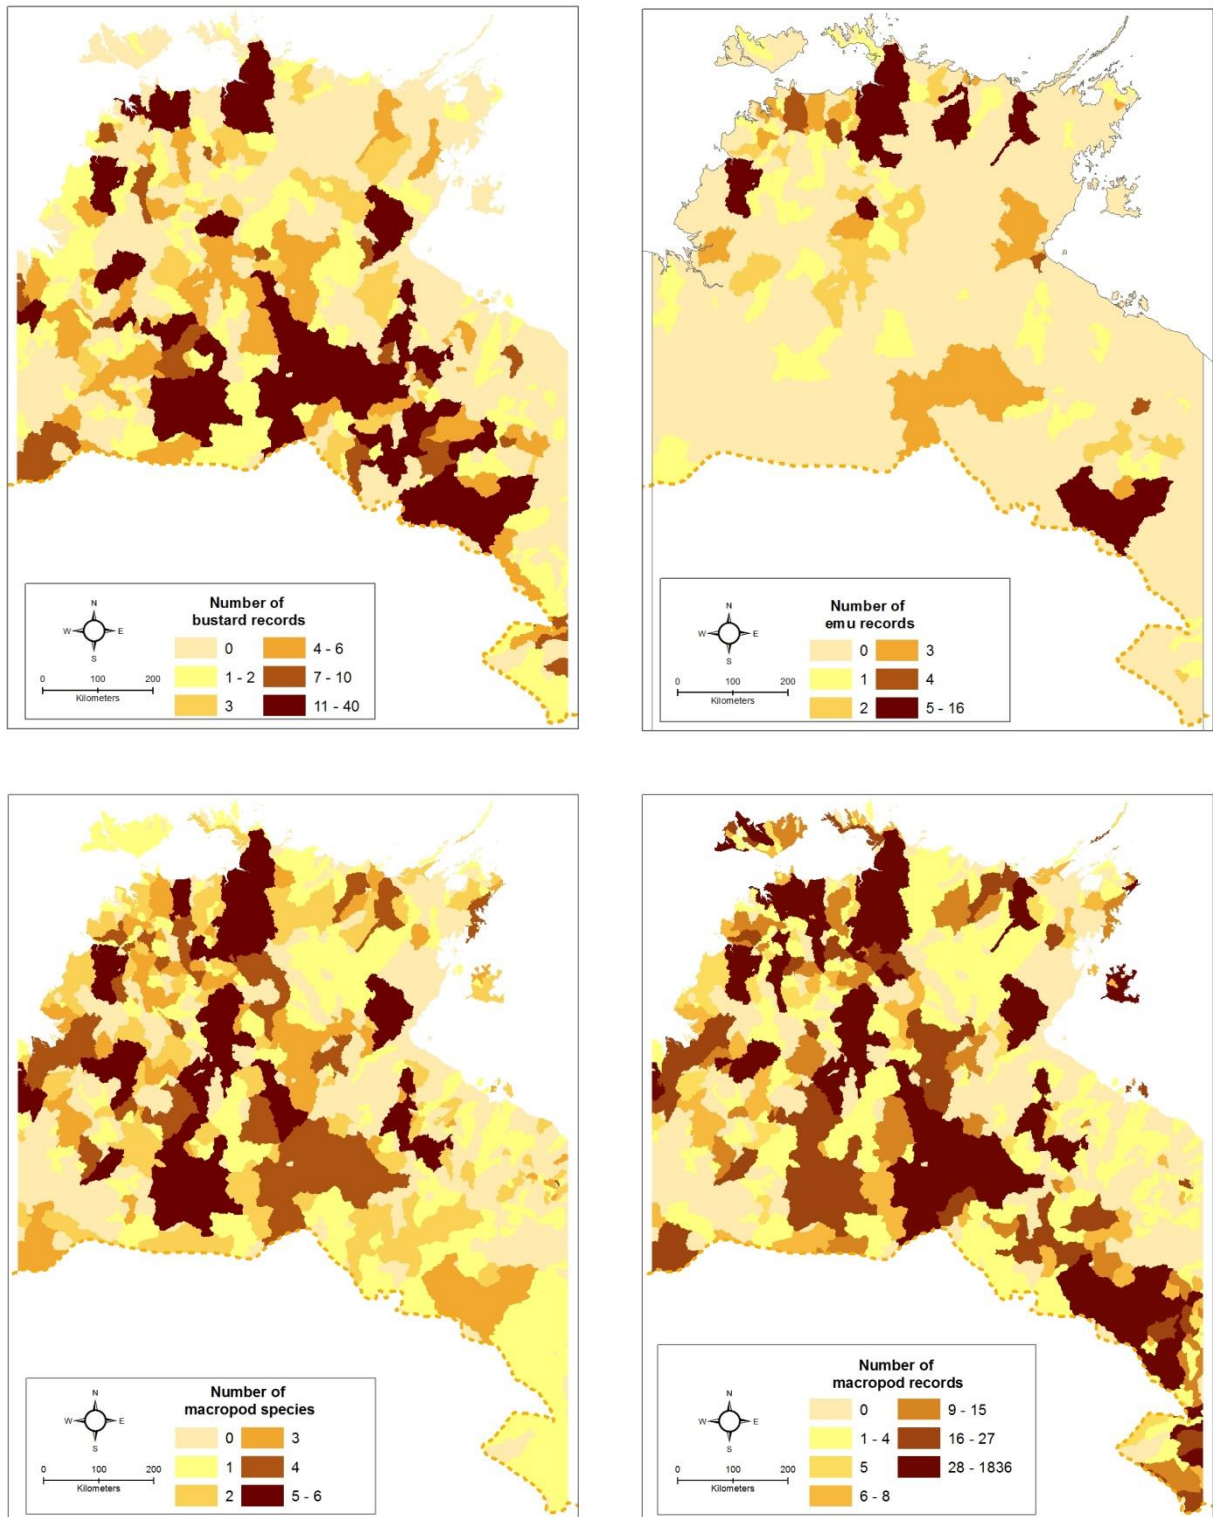 Number of
bustard records
N
W
E
S
0
4 - 6
1 - 2
7 - 10
3
11 - 40
0
100
200
Kilometers
Number of
emu records
N
W
E
S
0
3
1
4
2
5 - 16
0
100
200
Kilometers
Number of
macropod species
N
W
E
S
0
3
1
4
2
5 - 6
0
100
200
Kilometers
Number of
macropod records
N
W
E
S
0
9 - 15
1 - 4
16 - 27
5
28 - 1836
6 - 8
0
100
200
Kilometers